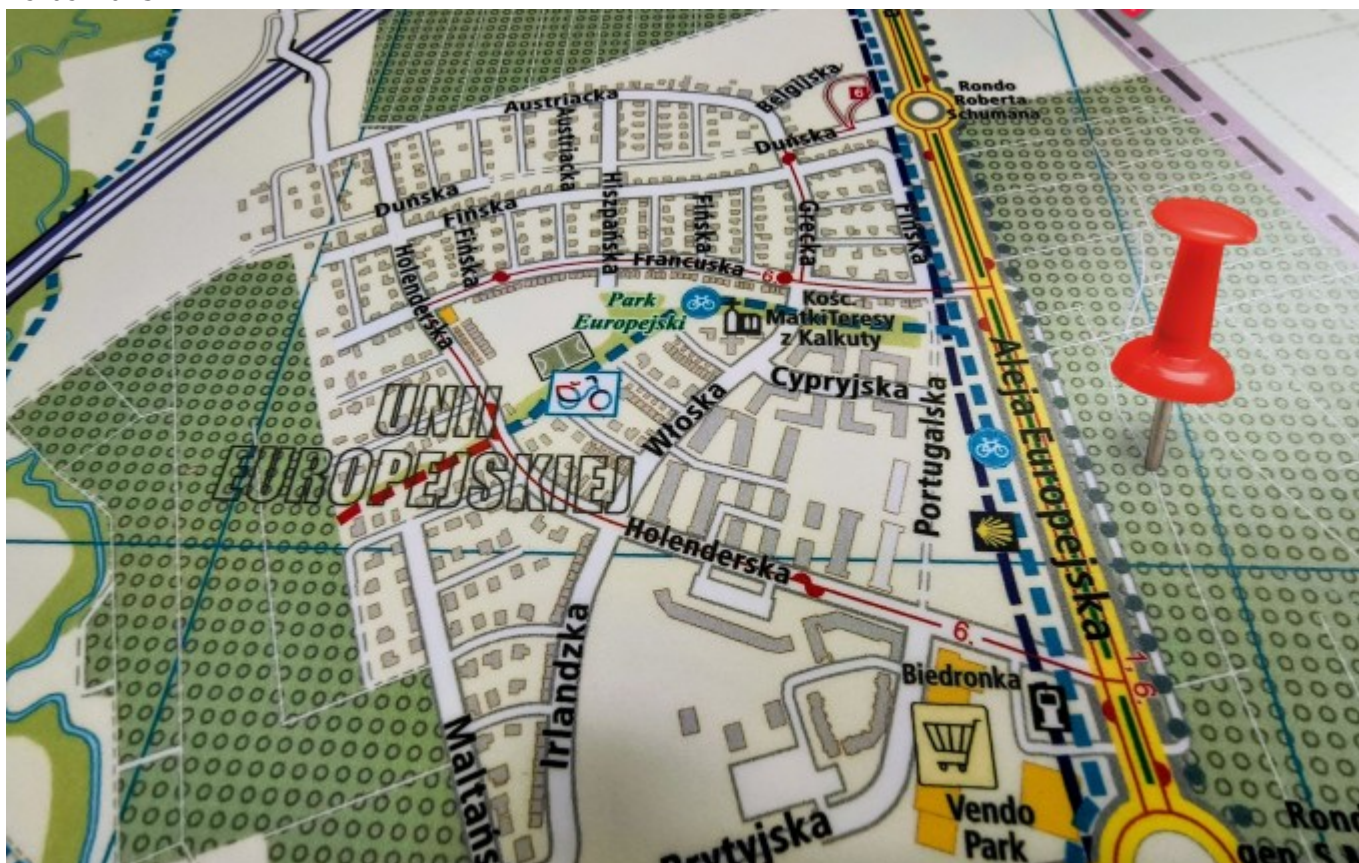 Austriacka
Belgijska
6
Rondo
Roberta
Schumana
Austriacka
Duńska
Duńska
Hiszpańska
Fińska
Fińska
Fińska
Fińska
Grecka
Holenderska
Francuska
6
Park
Europejski
Kośc.
Matki Teresy
z Kalkuty
UNII
EUROPEJSKIEJ
Cypryjska
Włoska
Portugalska
Aleja Europejska
Holenderska
6.
1.
6.
Irlandzka
Biedronka
Vendo
Park